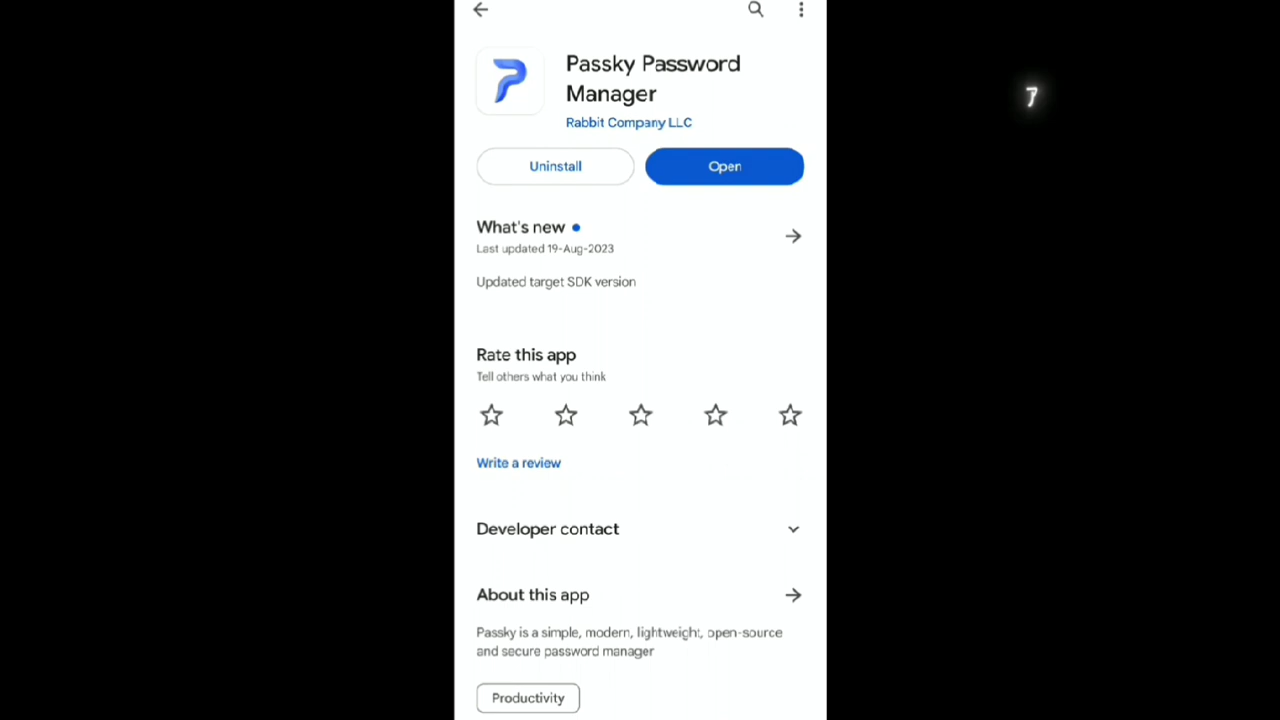 Passky Password
Manager
Rabbit Company LLC
Uninstall
Open
What's new
Last updated 19-Aug-2023
Updated target SDK version
Rate this app
Tell others what you think
Write a review
Developer contact
About this app
Passky is a simple, modern, lightweight, open-source
and secure password manager
Productivity
7